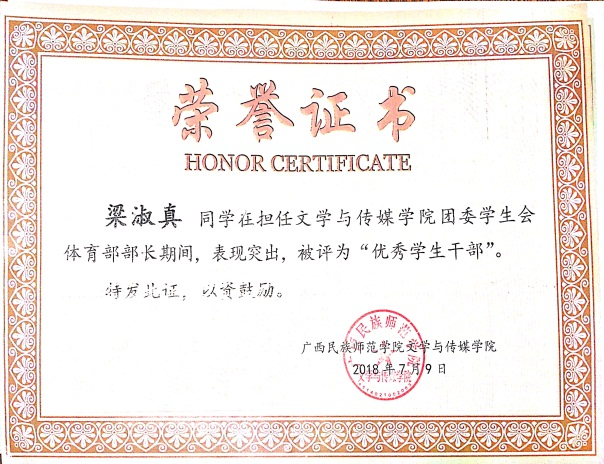 荣誉证书
HONOR CERTIFICATE
梁淑真 同学在担任文学与传媒学院团委学生会
体育部部长期间，表现突出，被评为“优秀学生干部”。
特发此证，以资鼓励。
广西民族师范学院文学与传媒学院
2018年7月9日